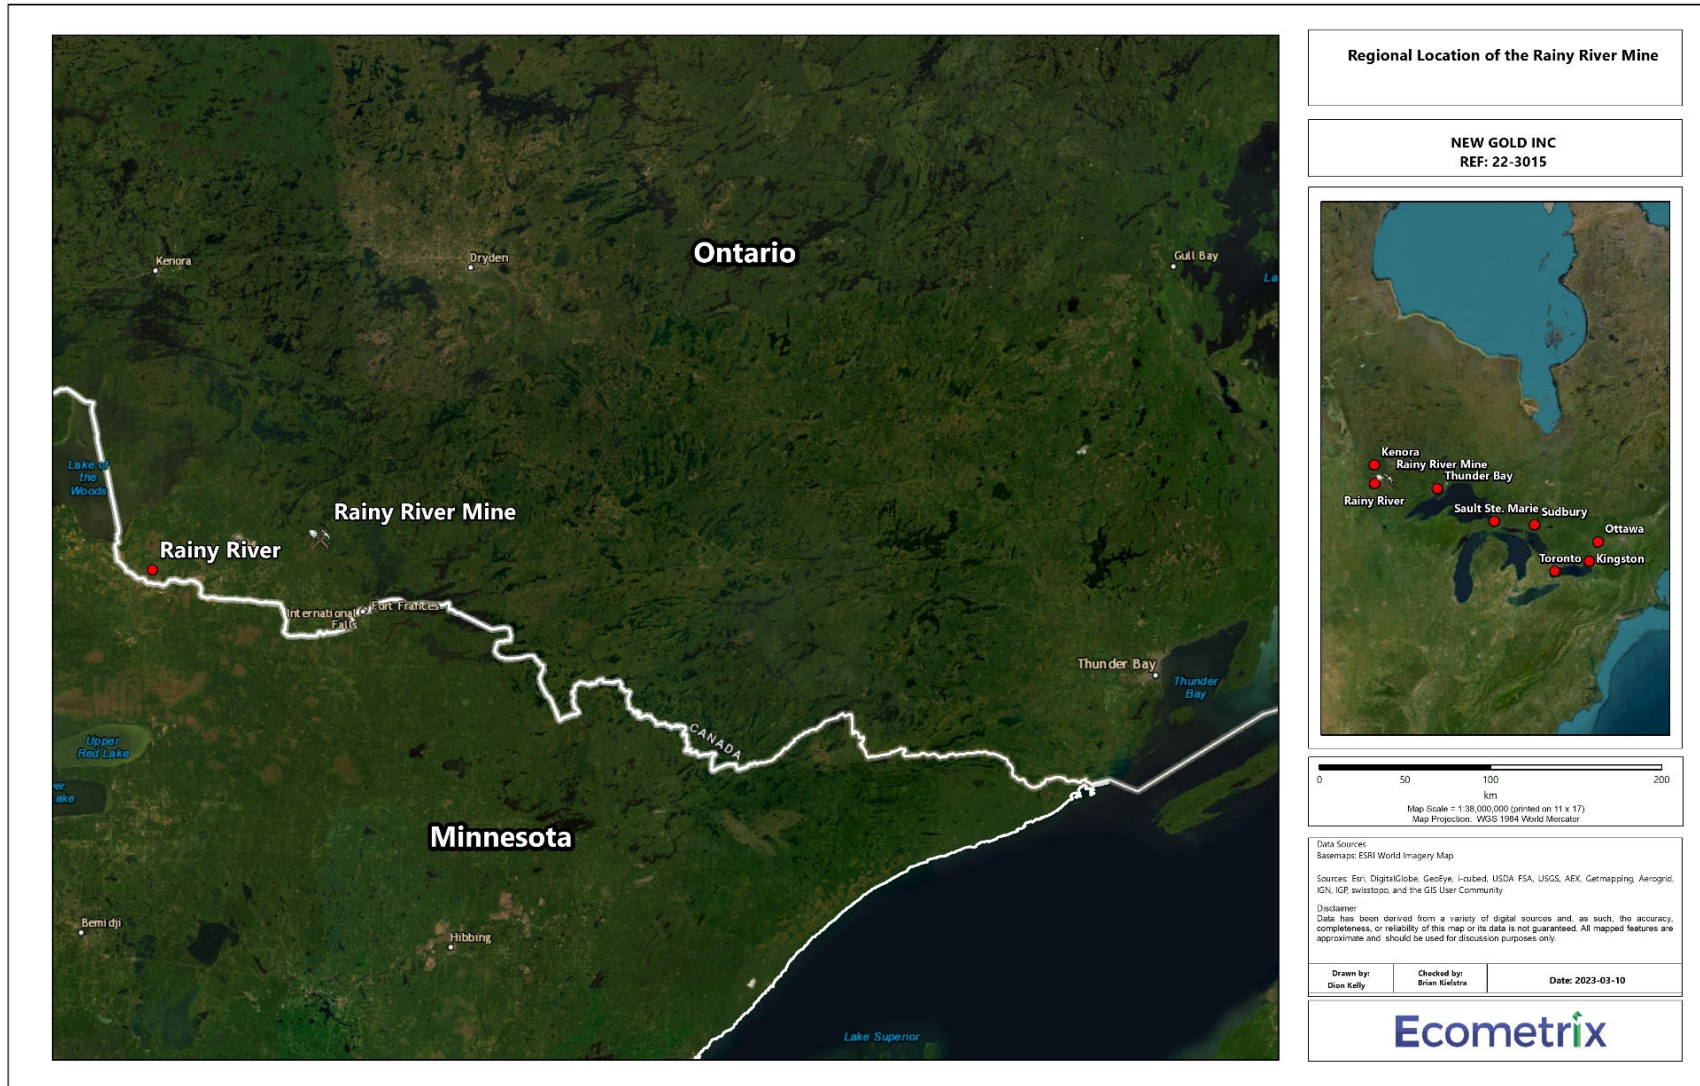 Regional Location of the Rainy River Mine
NEW GOLD INC
REF: 22-3015
Kenora
Dryden
Ontario
Gull Bay
La
Lake of
the
Woods
Rainy River Mine
Rainy River
International
Falls
Fort Frances
Thunder Bay
Thunder
Bay
CANADA
Upper
Red Lake
er
ake
Minnesota
Bemidji
Hibbing
Lake Superior
Kenora
Rainy River Mine
Thunder Bay
Rainy River
Sault Ste. Marie
Sudbury
Ottawa
Toronto
Kingston
0 50 100 200
km
Map Scale = 1:38,000,000 (printed on 11 x 17)
Map Projection: WGS 1984 World Mercator
Data Sources
Basemaps: ESRI World Imagery Map
Sources: Esri, DigitalGlobe, GeoEye, i-cubed, USDA FSA, USGS, AEX, Getmapping, Aerogrid,
IGN, IGP, swisstopo, and the GIS User Community
Disclaimer
Data has been derived from a variety of digital sources and, as such, the accuracy,
completeness, or reliability of this map or its data is not guaranteed. All mapped features are
approximate and should be used for discussion purposes only.
Drawn by:
Dion Kelly
Checked by:
Brian Kielstra
Date: 2023-03-10
Ecometrix